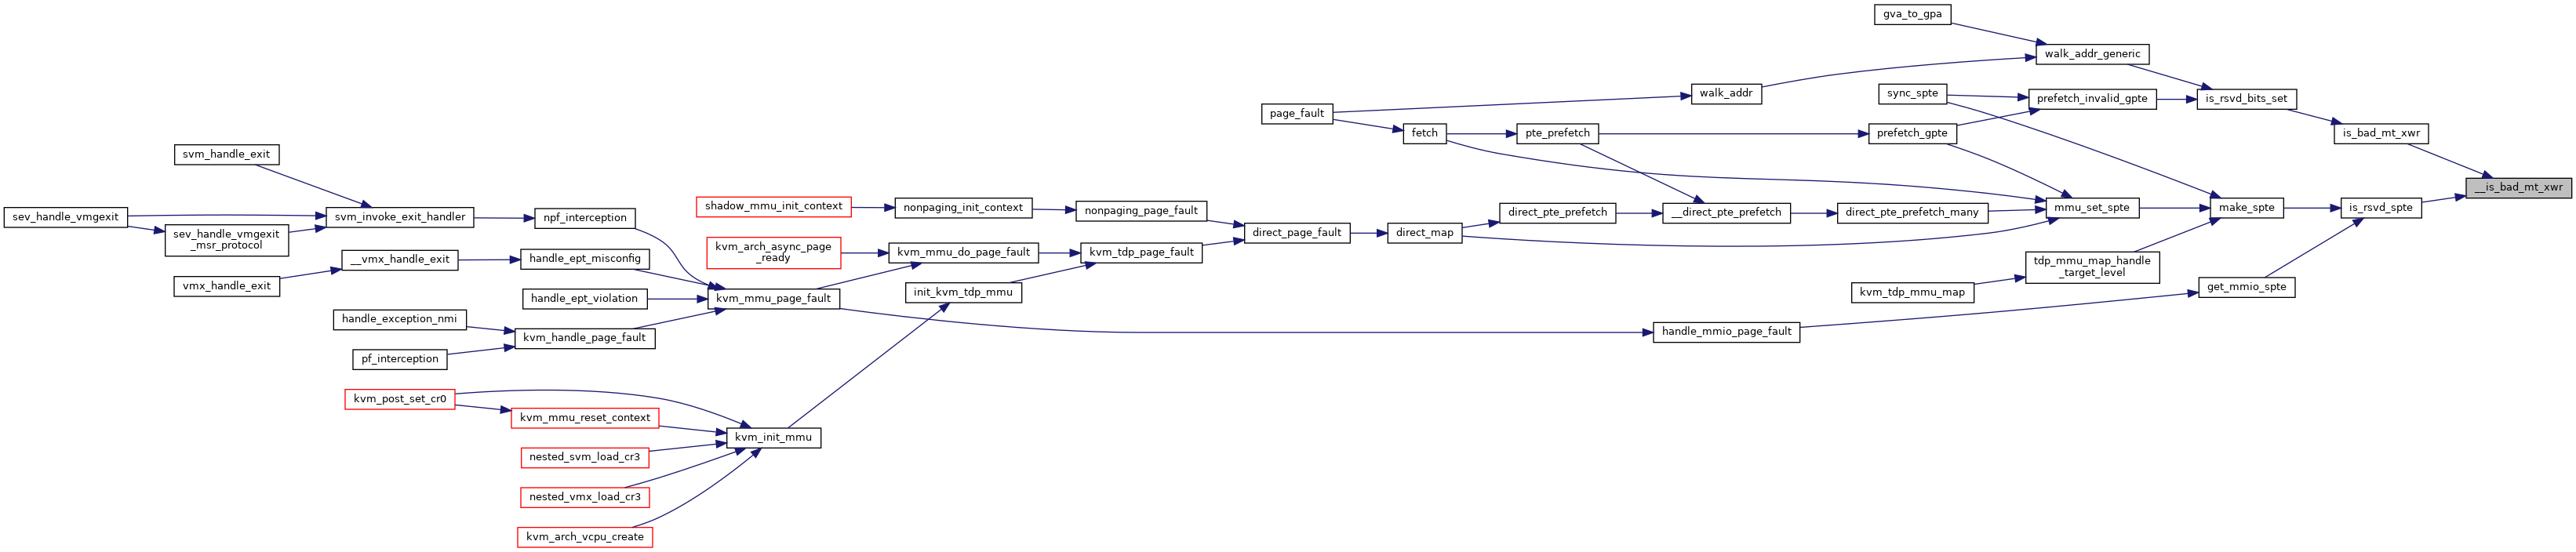 gva_to_gpa
walk_addr_generic
walk_addr
sync_spte
prefetch_invalid_gpte
is_rsvd_bits_set
page_fault
fetch
pte_prefetch
prefetch_gpte
is_bad_mt_xwr
svm_handle_exit
__is_bad_mt_xwr
sev_handle_vmgexit
svm_invoke_exit_handler
npf_interception
shadow_mmu_init_context
nonpaging_init_context
nonpaging_page_fault
direct_pte_prefetch
__direct_pte_prefetch
direct_pte_prefetch_many
mmu_set_spte
make_spte
is_rsvd_spte
sev_handle_vmgexit
_msr_protocol
direct_page_fault
direct_map
kvm_arch_async_page
_ready
kvm_mmu_do_page_fault
kvm_tdp_page_fault
__vmx_handle_exit
handle_ept_misconfig
tdp_mmu_map_handle
_target_level
vmx_handle_exit
handle_ept_violation
kvm_mmu_page_fault
init_kvm_tdp_mmu
kvm_tdp_mmu_map
get_mmio_spte
handle_exception_nmi
kvm_handle_page_fault
handle_mmio_page_fault
pf_interception
kvm_post_set_cr0
kvm_mmu_reset_context
kvm_init_mmu
nested_svm_load_cr3
nested_vmx_load_cr3
kvm_arch_vcpu_create